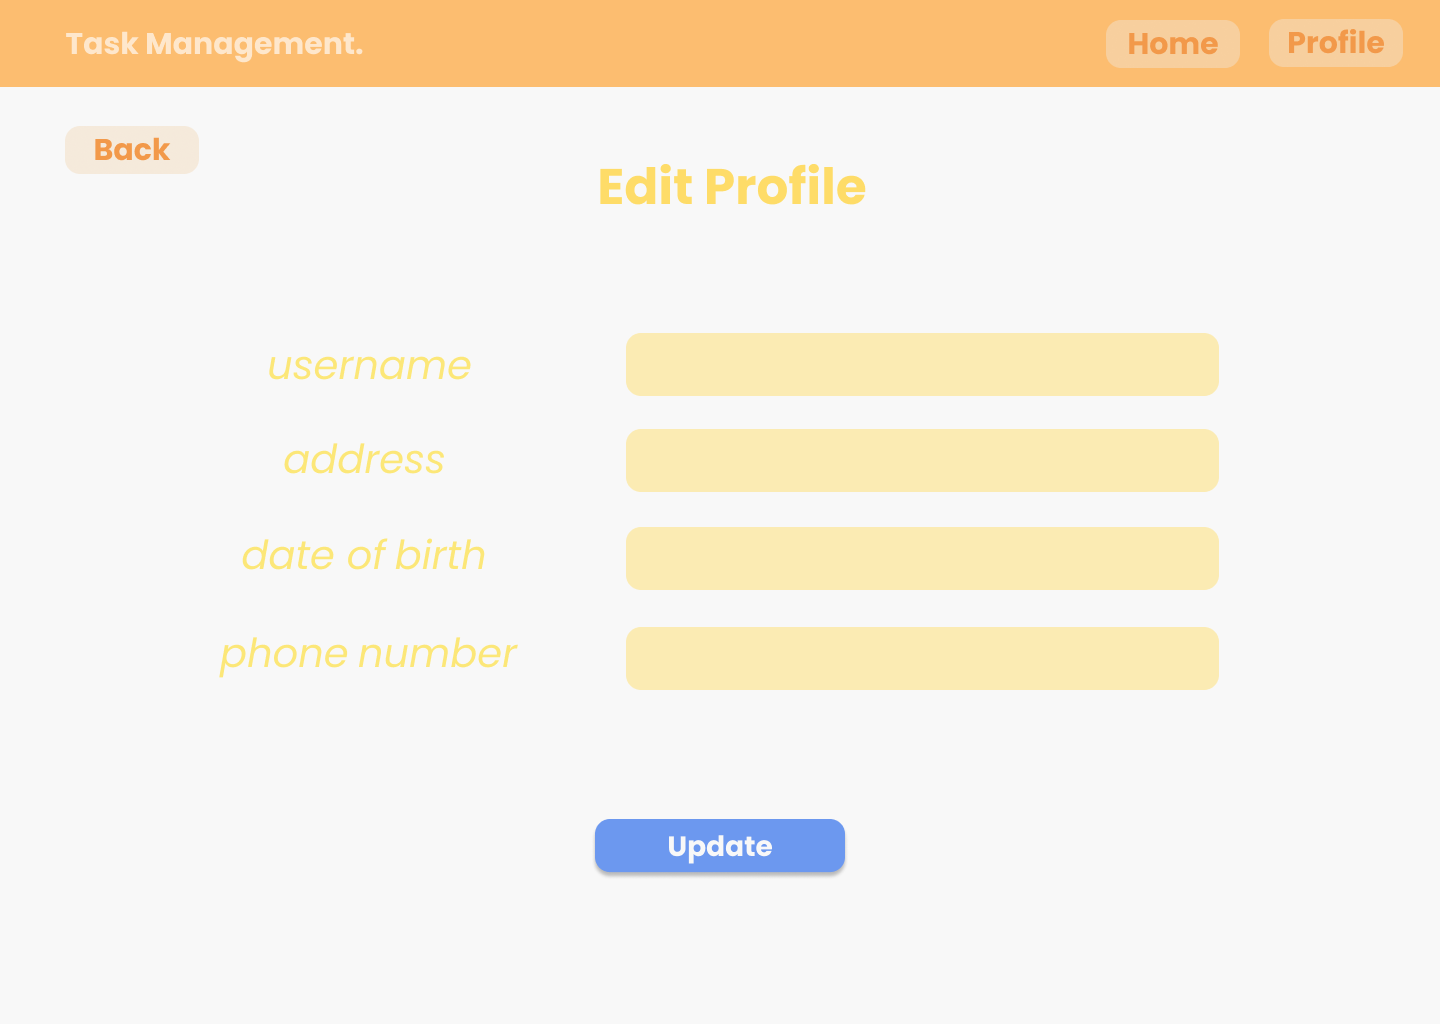 Task Management.
Home
Profile
Back
Edit Profile
username
address
date of birth
phone number
Update